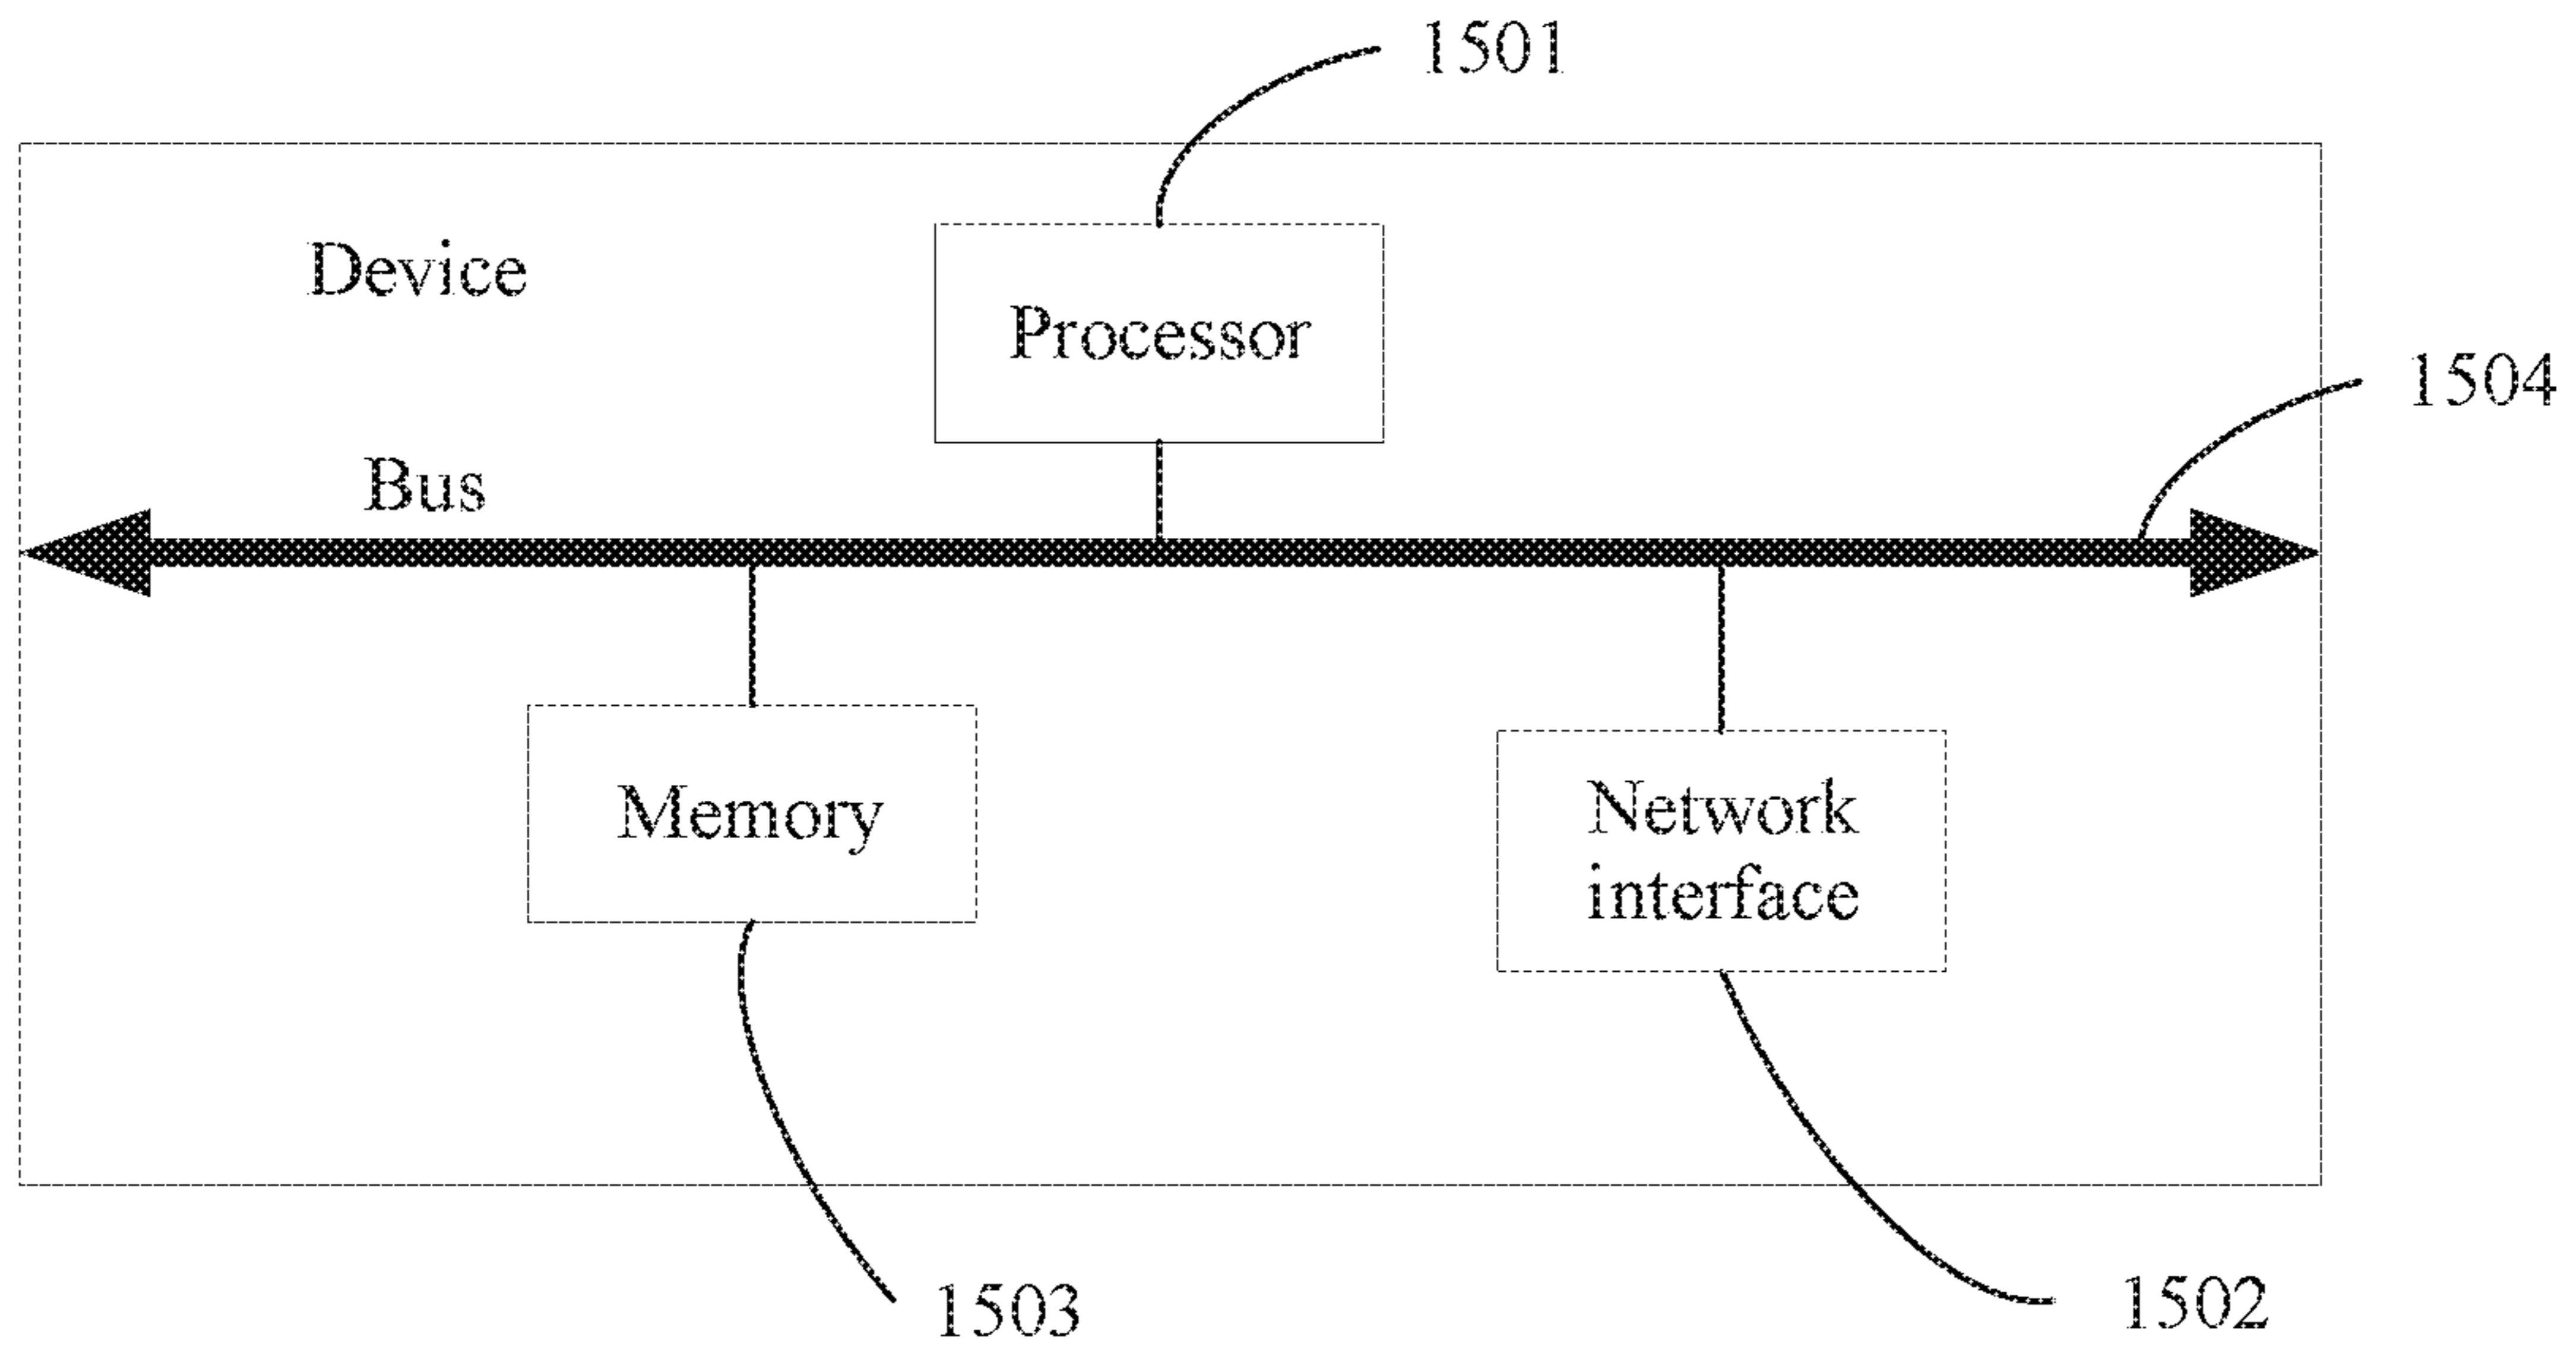 1501
Device
Processor
1504
Bus
Memory
Network
interface
1503
1502